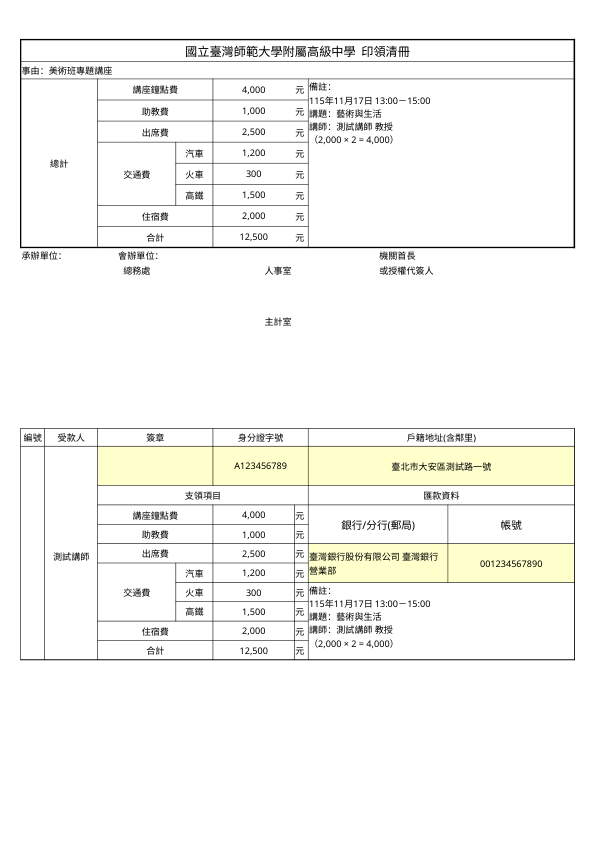 國立臺灣師範大學附屬高級中學 印領清冊
事由：美術班專題講座
總計
講座鐘點費 4,000 元
助教費 1,000 元
出席費 2,500 元
交通費
汽車 1,200 元
火車 300 元
高鐵 1,500 元
住宿費 2,000 元
合計 12,500 元
備註：
115年11月17日 13:00－15:00
講題：藝術與生活
講師：測試講師 教授
（2,000 × 2 = 4,000）
承辦單位： 會辦單位： 機關首長
總務處 人事室 或授權代簽人
主計室
編號 受款人 簽章 身分證字號 戶籍地址(含鄰里)
測試講師
A123456789 臺北市大安區測試路一號
支領項目 匯款資料
講座鐘點費 4,000 元
助教費 1,000 元
出席費 2,500 元
交通費
汽車 1,200 元
火車 300 元
高鐵 1,500 元
住宿費 2,000 元
合計 12,500 元
銀行/分行(郵局) 帳號
臺灣銀行股份有限公司 臺灣銀行
營業部
001234567890
備註：
115年11月17日 13:00－15:00
講題：藝術與生活
講師：測試講師 教授
（2,000 × 2 = 4,000）